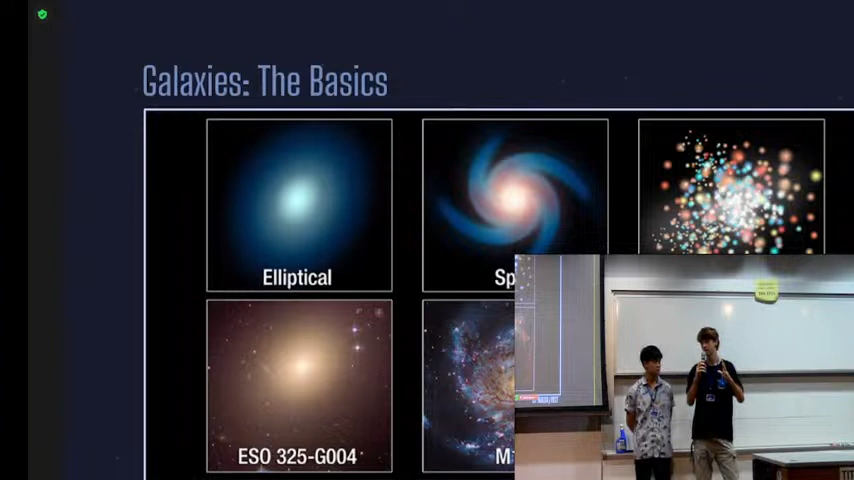 Galaxies: The Basics
Elliptical
Sp
ESO 325-G004
M